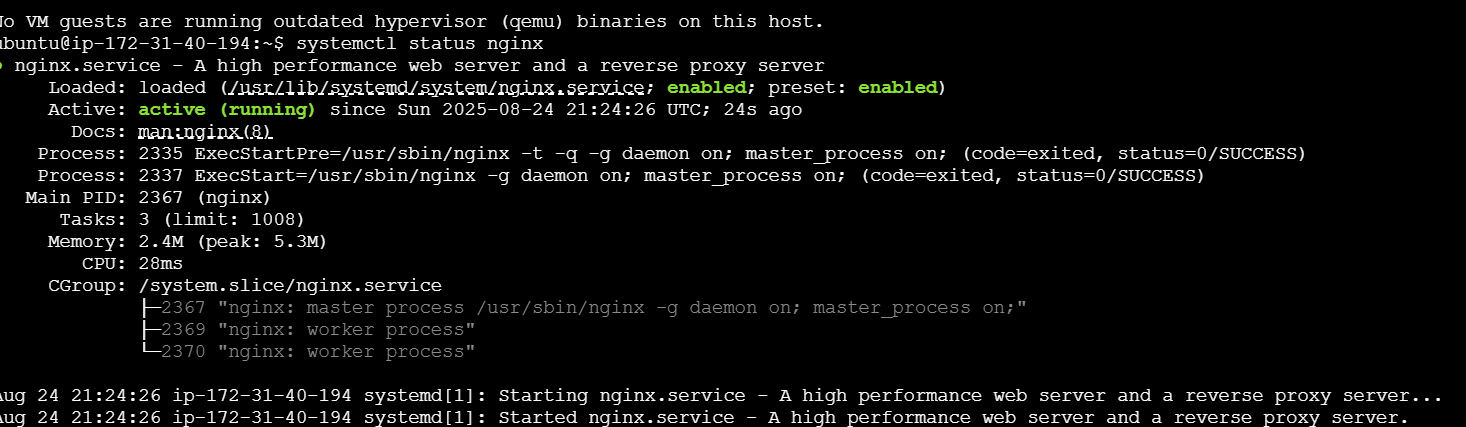 No VM guests are running outdated hypervisor (qemu) binaries on this host.
ubuntu@ip-172-31-40-194:~$ systemctl status nginx
● nginx.service - A high performance web server and a reverse proxy server
Loaded: loaded (/usr/lib/systemd/system/nginx.service; enabled; preset: enabled)
Active: active (running) since Sun 2025-08-24 21:24:26 UTC; 24s ago
Docs: man:nginx(8)
Process: 2335 ExecStartPre=/usr/sbin/nginx -t -q -g daemon on; master_process on; (code=exited, status=0/SUCCESS)
Process: 2337 ExecStart=/usr/sbin/nginx -g daemon on; master_process on; (code=exited, status=0/SUCCESS)
Main PID: 2367 (nginx)
Tasks: 3 (limit: 1008)
Memory: 2.4M (peak: 5.3M)
CPU: 28ms
CGroup: /system.slice/nginx.service
├─2367 "nginx: master process /usr/sbin/nginx -g daemon on; master_process on;"
├─2369 "nginx: worker process"
└─2370 "nginx: worker process"
Aug 24 21:24:26 ip-172-31-40-194 systemd[1]: Starting nginx.service - A high performance web server and a reverse proxy server...
Aug 24 21:24:26 ip-172-31-40-194 systemd[1]: Started nginx.service - A high performance web server and a reverse proxy server.